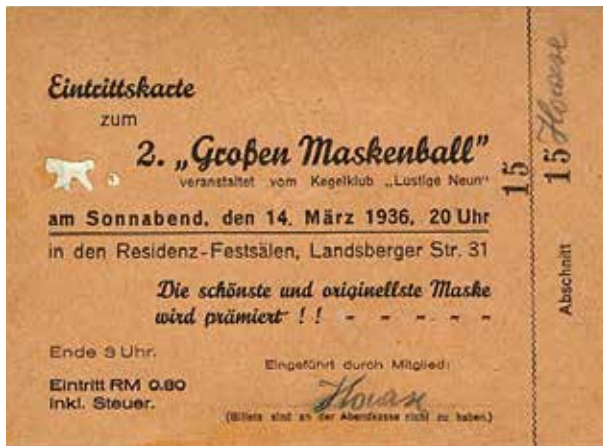 Eintrittskarte
zum
2. „Großen Maskenball”
veranstaltet vom Kegelklub „Lustige Neun“
am Sonnabend, den 14. März 1936, 20 Uhr
in den Residenz-Festsälen, Landsberger Str. 31
Die schönste und originellste Maske
wird prämiert ! ! - - - - -
Ende 3 Uhr.
Eintritt RM 0.80
inkl. Steuer.
Eingeführt durch Mitglied:
(Billets sind an der Abendkasse nicht zu haben.)
15
15
Abschnitt